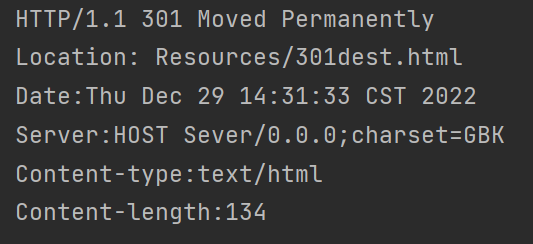 HTTP/1.1 301 Moved Permanently
Location: Resources/301dest.html
Date:Thu Dec 29 14:31:33 CST 2022
Server:HOST Sever/0.0.0;charset=GBK
Content-type:text/html
Content-length:134